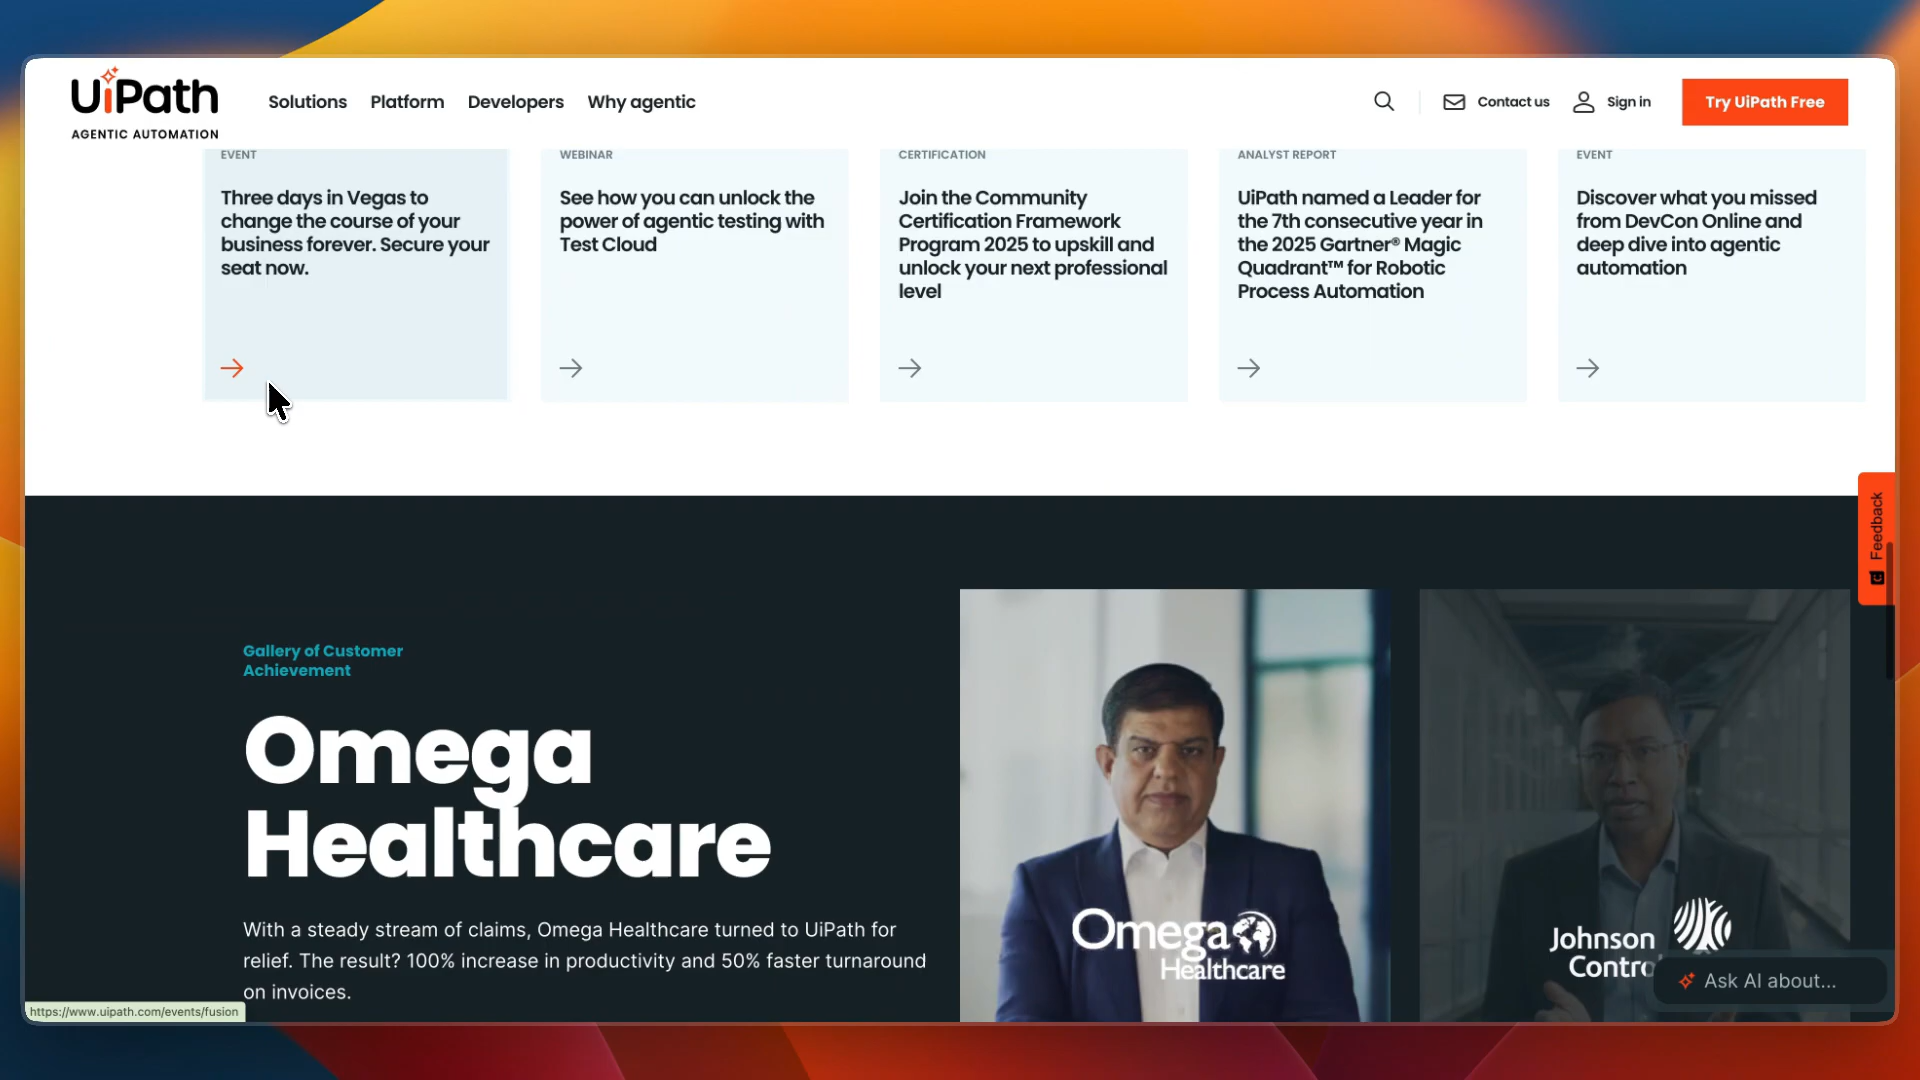 UiPath
AGENTIC AUTOMATION
Solutions
Platform
Developers
Why agentic
Contact us
Sign in
Try UiPath Free
EVENT
Three days in Vegas to
change the course of your
business forever. Secure your
seat now.
WEBINAR
See how you can unlock the
power of agentic testing with
Test Cloud
CERTIFICATION
Join the Community
Certification Framework
Program 2025 to upskill and
unlock your next professional
level
ANALYST REPORT
UiPath named a Leader for
the 7th consecutive year in
the 2025 Gartner® Magic
Quadrant™ for Robotic
Process Automation
EVENT
Discover what you missed
from DevCon Online and
deep dive into agentic
automation
Feedback
Gallery of Customer
Achievement
Omega
Healthcare
With a steady stream of claims, Omega Healthcare turned to UiPath for
relief. The result? 100% increase in productivity and 50% faster turnaround
on invoices.
Omega
Healthcare
Johnson
Contro
Ask AI about...
https://www.uipath.com/events/fusion